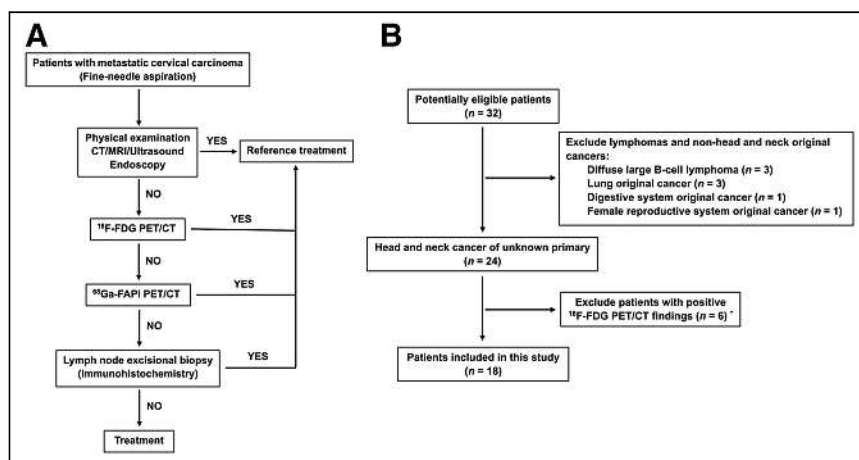 A
Patients with metastatic cervical carcinoma
(Fine-needle aspiration)
Physical examination
CT/MRI/Ultrasound
Endoscopy
YES
Reference treatment
NO
¹⁸F-FDG PET/CT
YES
NO
⁶⁸Ga-FAPI PET/CT
YES
NO
Lymph node excisional biopsy
(Immunohistochemistry)
YES
NO
Treatment
B
Potentially eligible patients
(n = 32)
Exclude lymphomas and non-head and neck original
cancers:
Diffuse large B-cell lymphoma (n = 3)
Lung original cancer (n = 3)
Digestive system original cancer (n = 1)
Female reproductive system original cancer (n = 1)
Head and neck cancer of unknown primary
(n = 24)
Exclude patients with positive
¹⁸F-FDG PET/CT findings (n = 6) *
Patients included in this study
(n = 18)